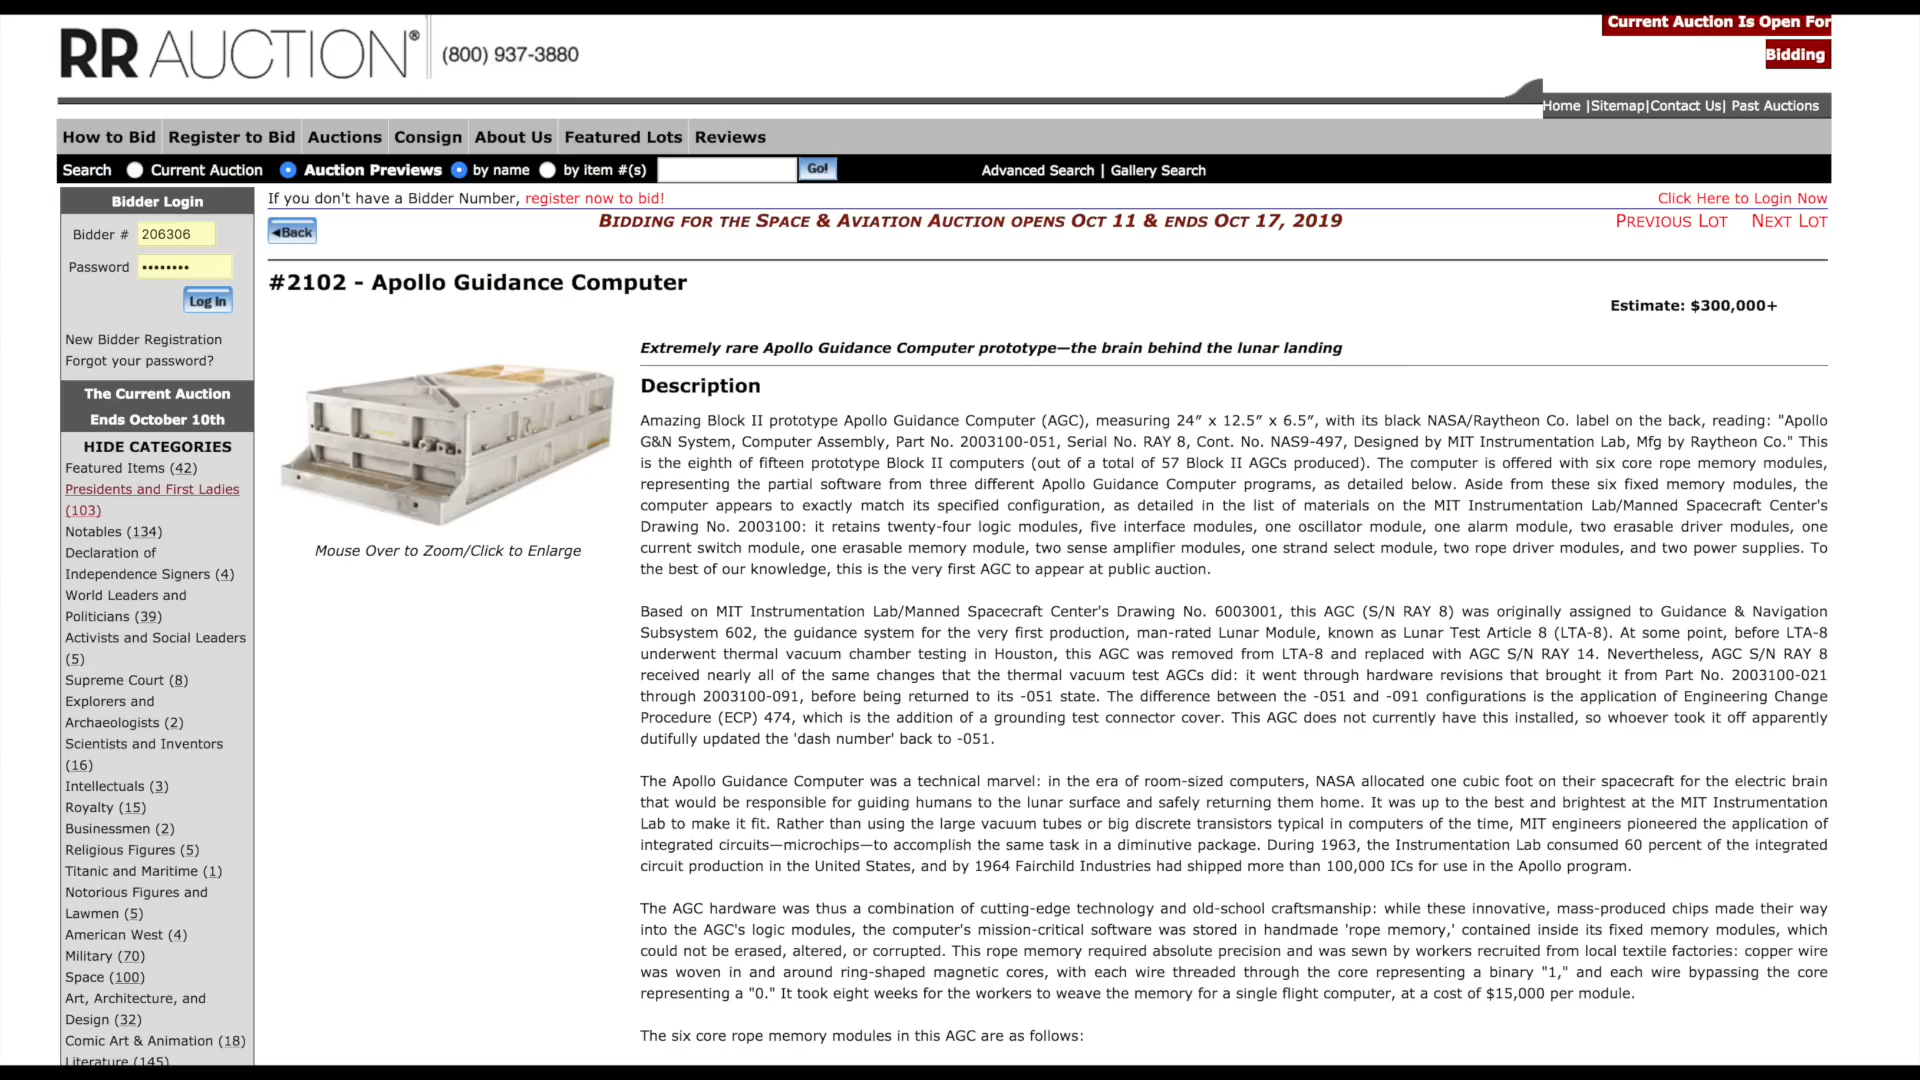 Current Auction Is Open For
Bidding
RR AUCTION®
(800) 937-3880
Home |Sitemap|Contact Us| Past Auctions
How to Bid Register to Bid Auctions Consign About Us Featured Lots Reviews
Search Current Auction Auction Previews by name by item #(s) Go! Advanced Search | Gallery Search
Bidder Login
Bidder # 206306
Password ••••••••
Log In
New Bidder Registration
Forgot your password?
The Current Auction
Ends October 10th
HIDE CATEGORIES
Featured Items (42)
Presidents and First Ladies
(103)
Notables (134)
Declaration of
Independence Signers (4)
World Leaders and
Politicians (39)
Activists and Social Leaders
(5)
Supreme Court (8)
Explorers and
Archaeologists (2)
Scientists and Inventors
(16)
Intellectuals (3)
Royalty (15)
Businessmen (2)
Religious Figures (5)
Titanic and Maritime (1)
Notorious Figures and
Lawmen (5)
American West (4)
Military (70)
Space (100)
Art, Architecture, and
Design (32)
Comic Art & Animation (18)
Literature (145)
If you don't have a Bidder Number, register now to bid!
Click Here to Login Now
◄Back
BIDDING FOR THE SPACE & AVIATION AUCTION OPENS OCT 11 & ENDS OCT 17, 2019
PREVIOUS LOT NEXT LOT
#2102 - Apollo Guidance Computer
Estimate: $300,000+
Mouse Over to Zoom/Click to Enlarge
Extremely rare Apollo Guidance Computer prototype—the brain behind the lunar landing
Description
Amazing Block II prototype Apollo Guidance Computer (AGC), measuring 24″ x 12.5″ x 6.5″, with its black NASA/Raytheon Co. label on the back, reading: "Apollo
G&N System, Computer Assembly, Part No. 2003100-051, Serial No. RAY 8, Cont. No. NAS9-497, Designed by MIT Instrumentation Lab, Mfg by Raytheon Co." This
is the eighth of fifteen prototype Block II computers (out of a total of 57 Block II AGCs produced). The computer is offered with six core rope memory modules,
representing the partial software from three different Apollo Guidance Computer programs, as detailed below. Aside from these six fixed memory modules, the
computer appears to exactly match its specified configuration, as detailed in the list of materials on the MIT Instrumentation Lab/Manned Spacecraft Center's
Drawing No. 2003100: it retains twenty-four logic modules, five interface modules, one oscillator module, one alarm module, two erasable driver modules, one
current switch module, one erasable memory module, two sense amplifier modules, one strand select module, two rope driver modules, and two power supplies. To
the best of our knowledge, this is the very first AGC to appear at public auction.
Based on MIT Instrumentation Lab/Manned Spacecraft Center's Drawing No. 6003001, this AGC (S/N RAY 8) was originally assigned to Guidance & Navigation
Subsystem 602, the guidance system for the very first production, man-rated Lunar Module, known as Lunar Test Article 8 (LTA-8). At some point, before LTA-8
underwent thermal vacuum chamber testing in Houston, this AGC was removed from LTA-8 and replaced with AGC S/N RAY 14. Nevertheless, AGC S/N RAY 8
received nearly all of the same changes that the thermal vacuum test AGCs did: it went through hardware revisions that brought it from Part No. 2003100-021
through 2003100-091, before being returned to its -051 state. The difference between the -051 and -091 configurations is the application of Engineering Change
Procedure (ECP) 474, which is the addition of a grounding test connector cover. This AGC does not currently have this installed, so whoever took it off apparently
dutifully updated the 'dash number' back to -051.
The Apollo Guidance Computer was a technical marvel: in the era of room-sized computers, NASA allocated one cubic foot on their spacecraft for the electric brain
that would be responsible for guiding humans to the lunar surface and safely returning them home. It was up to the best and brightest at the MIT Instrumentation
Lab to make it fit. Rather than using the large vacuum tubes or big discrete transistors typical in computers of the time, MIT engineers pioneered the application of
integrated circuits—microchips—to accomplish the same task in a diminutive package. During 1963, the Instrumentation Lab consumed 60 percent of the integrated
circuit production in the United States, and by 1964 Fairchild Industries had shipped more than 100,000 ICs for use in the Apollo program.
The AGC hardware was thus a combination of cutting-edge technology and old-school craftsmanship: while these innovative, mass-produced chips made their way
into the AGC's logic modules, the computer's mission-critical software was stored in handmade 'rope memory,' contained inside its fixed memory modules, which
could not be erased, altered, or corrupted. This rope memory required absolute precision and was sewn by workers recruited from local textile factories: copper wire
was woven in and around ring-shaped magnetic cores, with each wire threaded through the core representing a binary "1," and each wire bypassing the core
representing a "0." It took eight weeks for the workers to weave the memory for a single flight computer, at a cost of $15,000 per module.
The six core rope memory modules in this AGC are as follows: